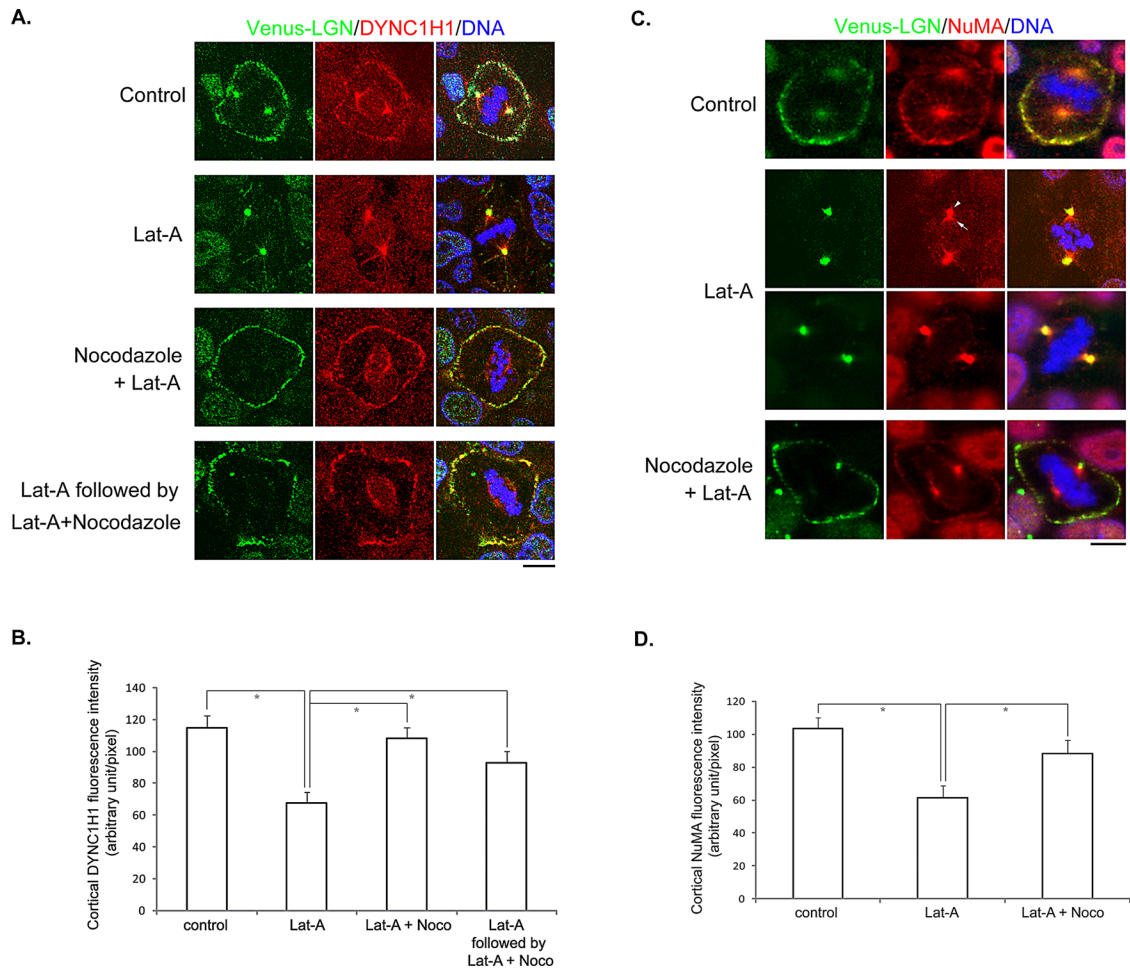 A.
Venus-LGN/DYNC1H1/DNA
Control
Lat-A
Nocodazole
+ Lat-A
Lat-A followed by
Lat-A+Nocodazole
B.
Cortical DYNC1H1 fluorescence intensity
(arbitrary unit/pixel)
140
120
100
80
60
40
20
0
*
*
*
control
Lat-A
Lat-A + Noco
Lat-A
followed by
Lat-A + Noco
C.
Venus-LGN/NuMA/DNA
Control
Lat-A
Nocodazole
+ Lat-A
D.
Cortical NuMA fluorescence intensity
(arbitrary unit/pixel)
120
100
80
60
40
20
0
*
*
control
Lat-A
Lat-A + Noco